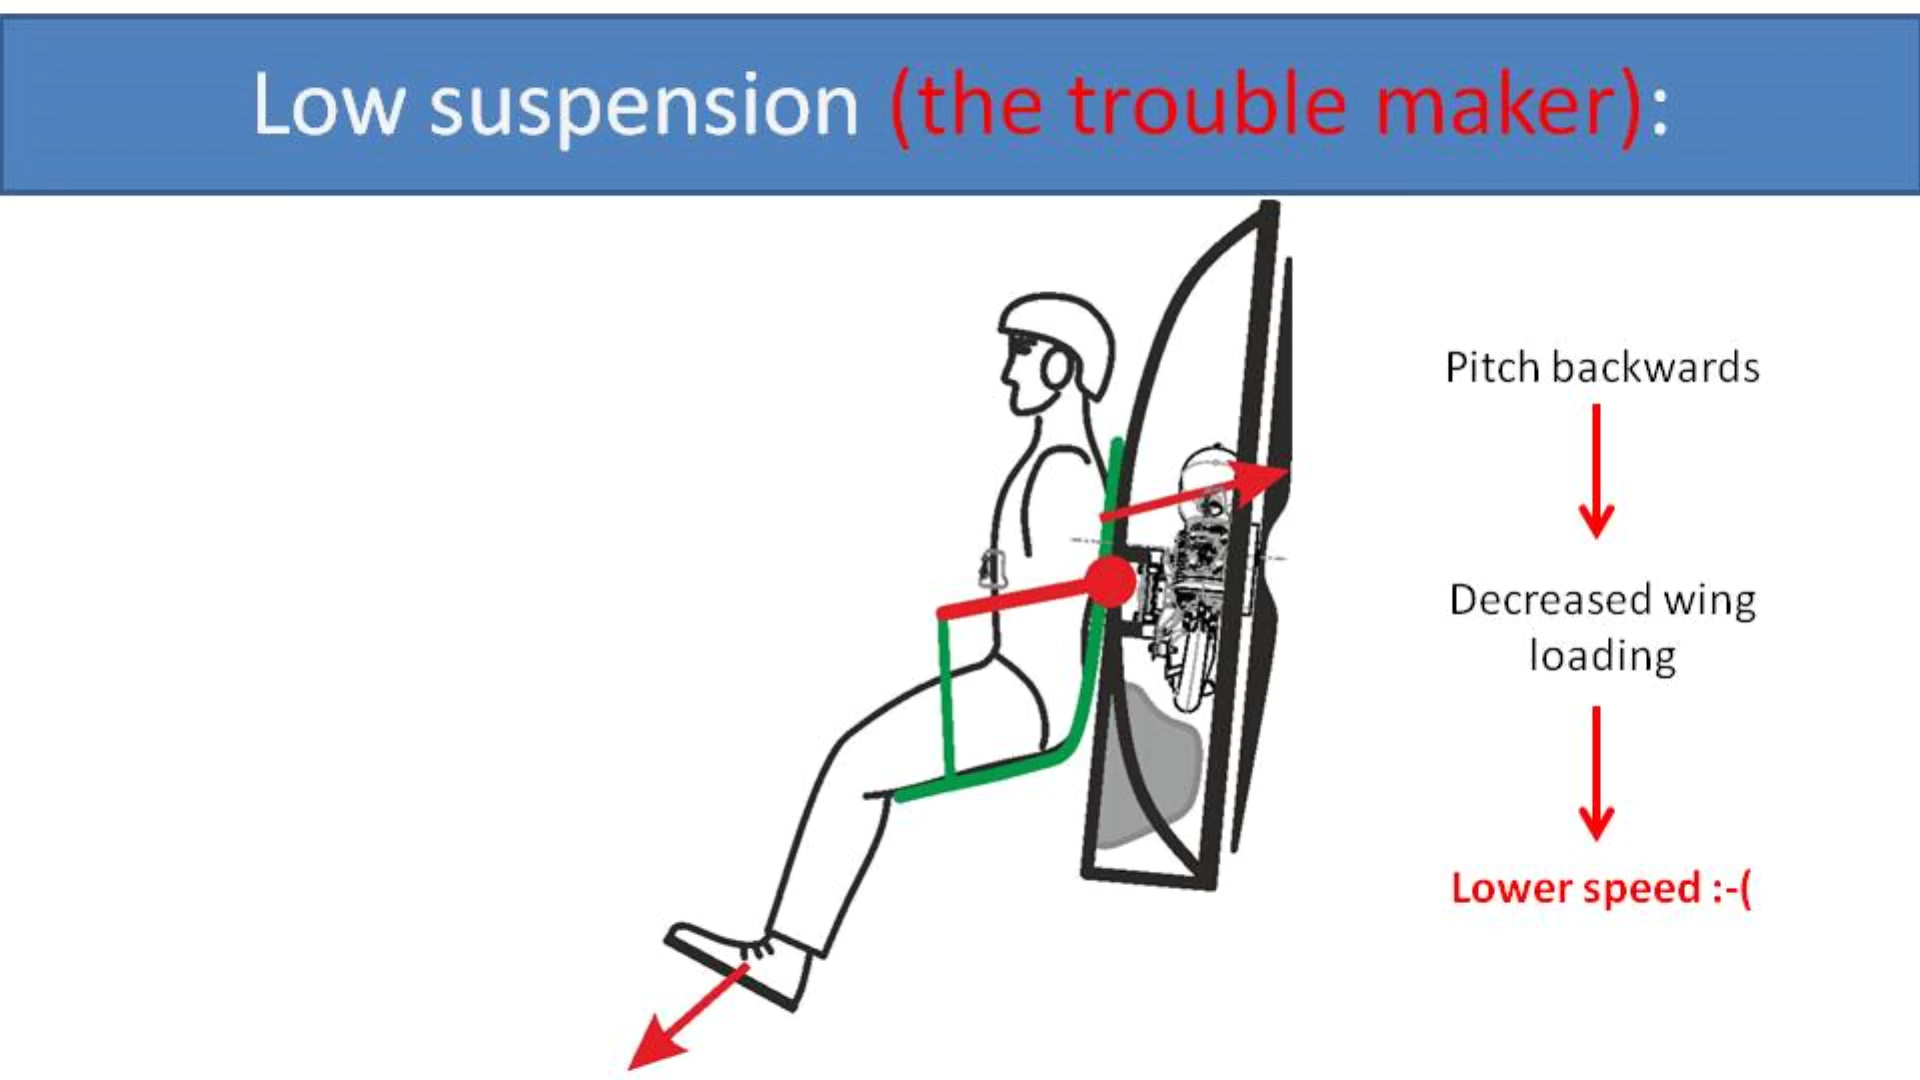 Low suspension (the trouble maker):
Pitch backwards
Decreased wing
loading
Lower speed :-(